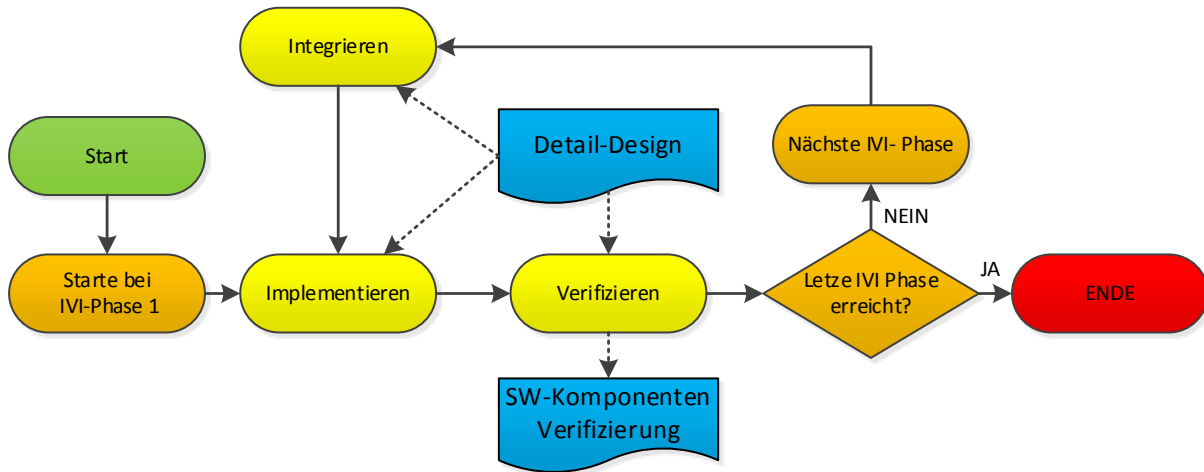 Integrieren
Detail-Design
Nächste IVI- Phase
Start
NEIN
Starte bei
IVI-Phase 1
Implementieren
Verifizieren
Letze IVI Phase
erreicht?
JA
ENDE
SW-Komponenten
Verifizierung